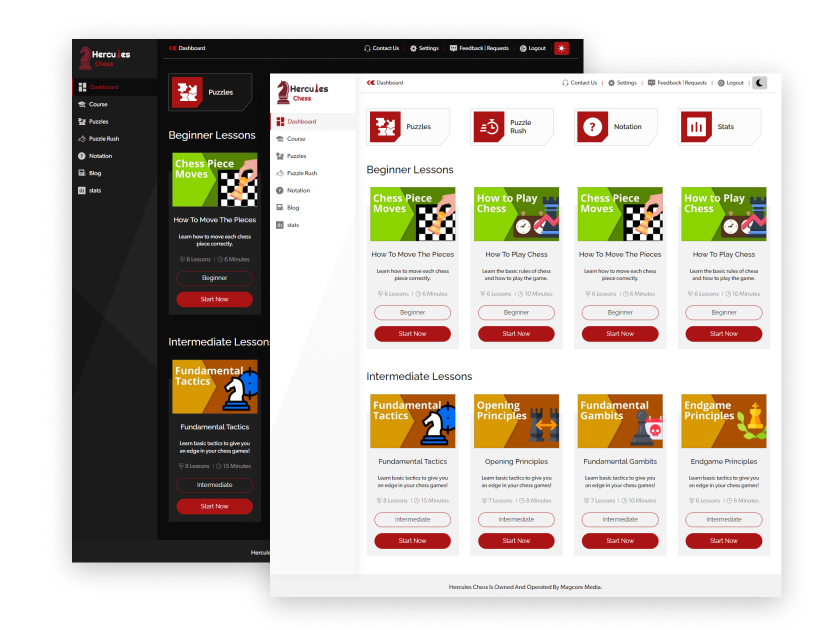 Hercules
Chess
Dashboard
Contact Us
Settings
Feedback | Requests
Logout
Dashboard
Course
Puzzles
Puzzle Rush
Notation
Blog
stats
Puzzles
Beginner Lessons
Chess Piece
Moves
How To Move The Pieces
Learn how to move each chess
piece correctly.
6 Lessons | 6 Minutes
Beginner
Start Now
Intermediate Lesson
Fundamental
Tactics
Fundamental Tactics
Learn basic tactics to give you
an edge in your chess games!
8 Lessons | 15 Minutes
Intermediate
Start Now
Hercule
Hercules
Chess
Dashboard
Contact Us | Settings | Feedback | Requests | Logout |
Dashboard
Course
Puzzles
Puzzle Rush
Notation
Blog
stats
Puzzles
Puzzle
Rush
Notation
Stats
Beginner Lessons
Chess Piece
Moves
How To Move The Pieces
Learn how to move each chess
piece correctly.
6 Lessons | 6 Minutes
Beginner
Start Now
How to Play
Chess
How To Play Chess
Learn the basic rules of chess
and how to play the game.
6 Lessons | 10 Minutes
Beginner
Start Now
Chess Piece
Moves
How To Move The Pieces
Learn how to move each chess
piece correctly.
6 Lessons | 6 Minutes
Beginner
Start Now
How to Play
Chess
How To Play Chess
Learn the basic rules of chess
and how to play the game.
6 Lessons | 10 Minutes
Beginner
Start Now
Intermediate Lessons
Fundamental
Tactics
Fundamental Tactics
Learn basic tactics to give you
an edge in your chess games!
8 Lessons | 15 Minutes
Intermediate
Start Now
Opening
Principles
Opening Principles
Learn basic tactics to give you
an edge in your chess games!
7 Lessons | 8 Minutes
Intermediate
Start Now
Fundamental
Gambits
Fundamental Gambits
Learn basic tactics to give you
an edge in your chess games!
7 Lessons | 10 Minutes
Intermediate
Start Now
Endgame
Principles
Endgame Principles
Learn basic tactics to give you
an edge in your chess games!
6 Lessons | 6 Minutes
Intermediate
Start Now
Hercules Chess Is Owned And Operated By Magcore Media.